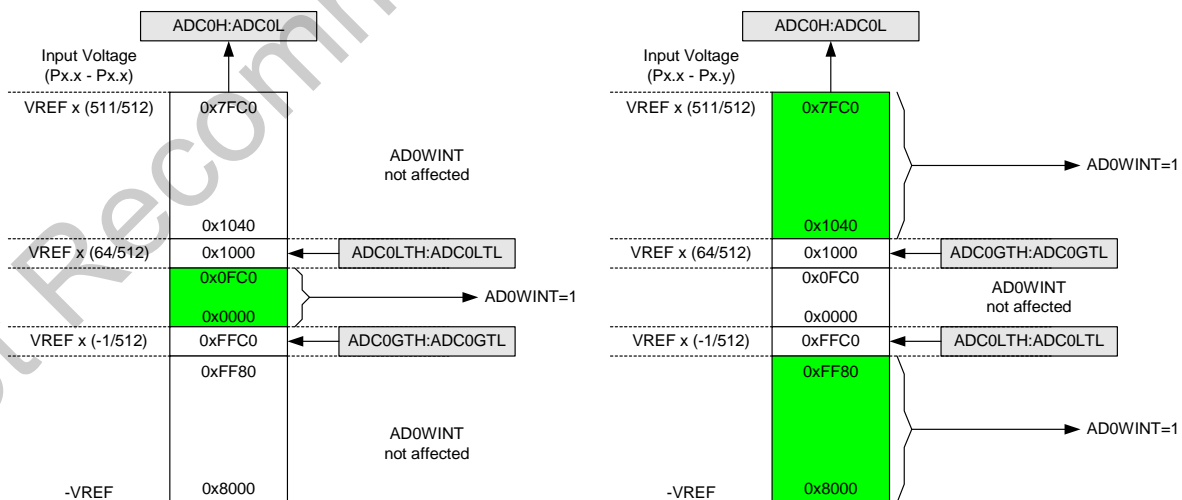 ADC0H:ADC0L
Input Voltage
(Px.x - Px.x)
VREF x (511/512)
0x7FC0
AD0WINT
not affected
0x1040
VREF x (64/512)
0x1000
ADC0LTH:ADC0LTL
0x0FC0
AD0WINT=1
0x0000
VREF x (-1/512)
0xFFC0
ADC0GTH:ADC0GTL
0xFF80
AD0WINT
not affected
-VREF
0x8000
ADC0H:ADC0L
Input Voltage
(Px.x - Px.y)
VREF x (511/512)
0x7FC0
AD0WINT=1
0x1040
VREF x (64/512)
0x1000
ADC0GTH:ADC0GTL
0x0FC0
AD0WINT
not affected
0x0000
VREF x (-1/512)
0xFFC0
ADC0LTH:ADC0LTL
0xFF80
AD0WINT=1
-VREF
0x8000